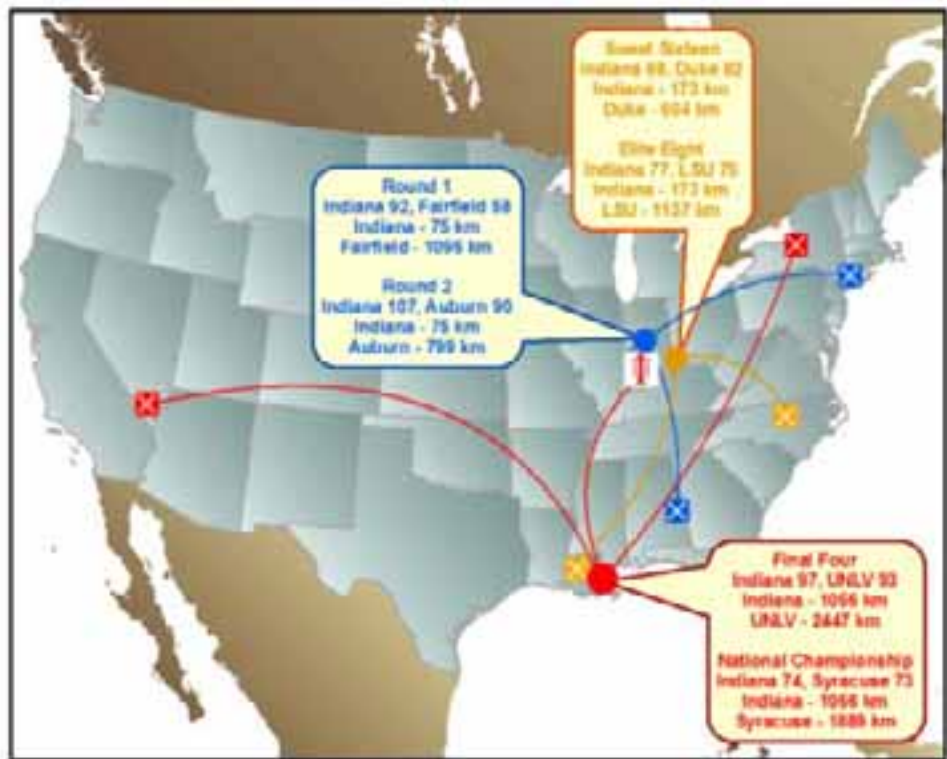 Sweet Sixteen
Indiana 88, Duke 82
Indiana - 173 km
Duke - 604 km
Elite Eight
Indiana 77, LSU 76
Indiana - 173 km
LSU - 1137 km
Round 1
Indiana 92, Fairfield 58
Indiana - 75 km
Fairfield - 1095 km
Round 2
Indiana 107, Auburn 90
Indiana - 75 km
Auburn - 799 km
Final Four
Indiana 97, UNLV 93
Indiana - 1056 km
UNLV - 2447 km
National Championship
Indiana 74, Syracuse 73
Indiana - 1056 km
Syracuse - 1889 km